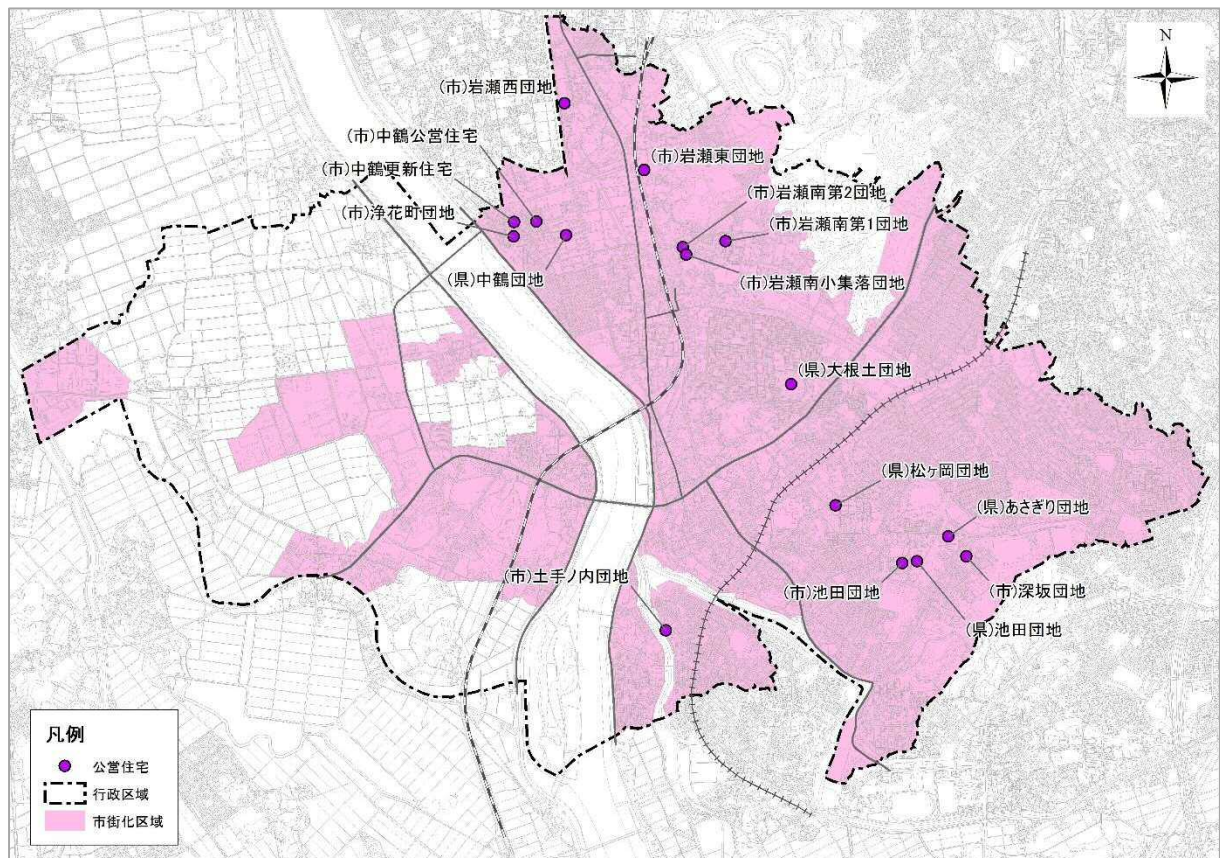 N
(市)岩瀬西団地
(市)中鶴公営住宅
(市)中鶴更新住宅
(市)浄花町団地
(県)中鶴団地
(市)岩瀬東団地
(市)岩瀬南第2団地
(市)岩瀬南第1団地
(市)岩瀬南小集落団地
(県)大根土団地
(県)松ヶ岡団地
(県)あさぎり団地
(市)池田団地
(市)深坂団地
(県)池田団地
(市)土手ノ内団地
凡例
公営住宅
行政区域
市街化区域